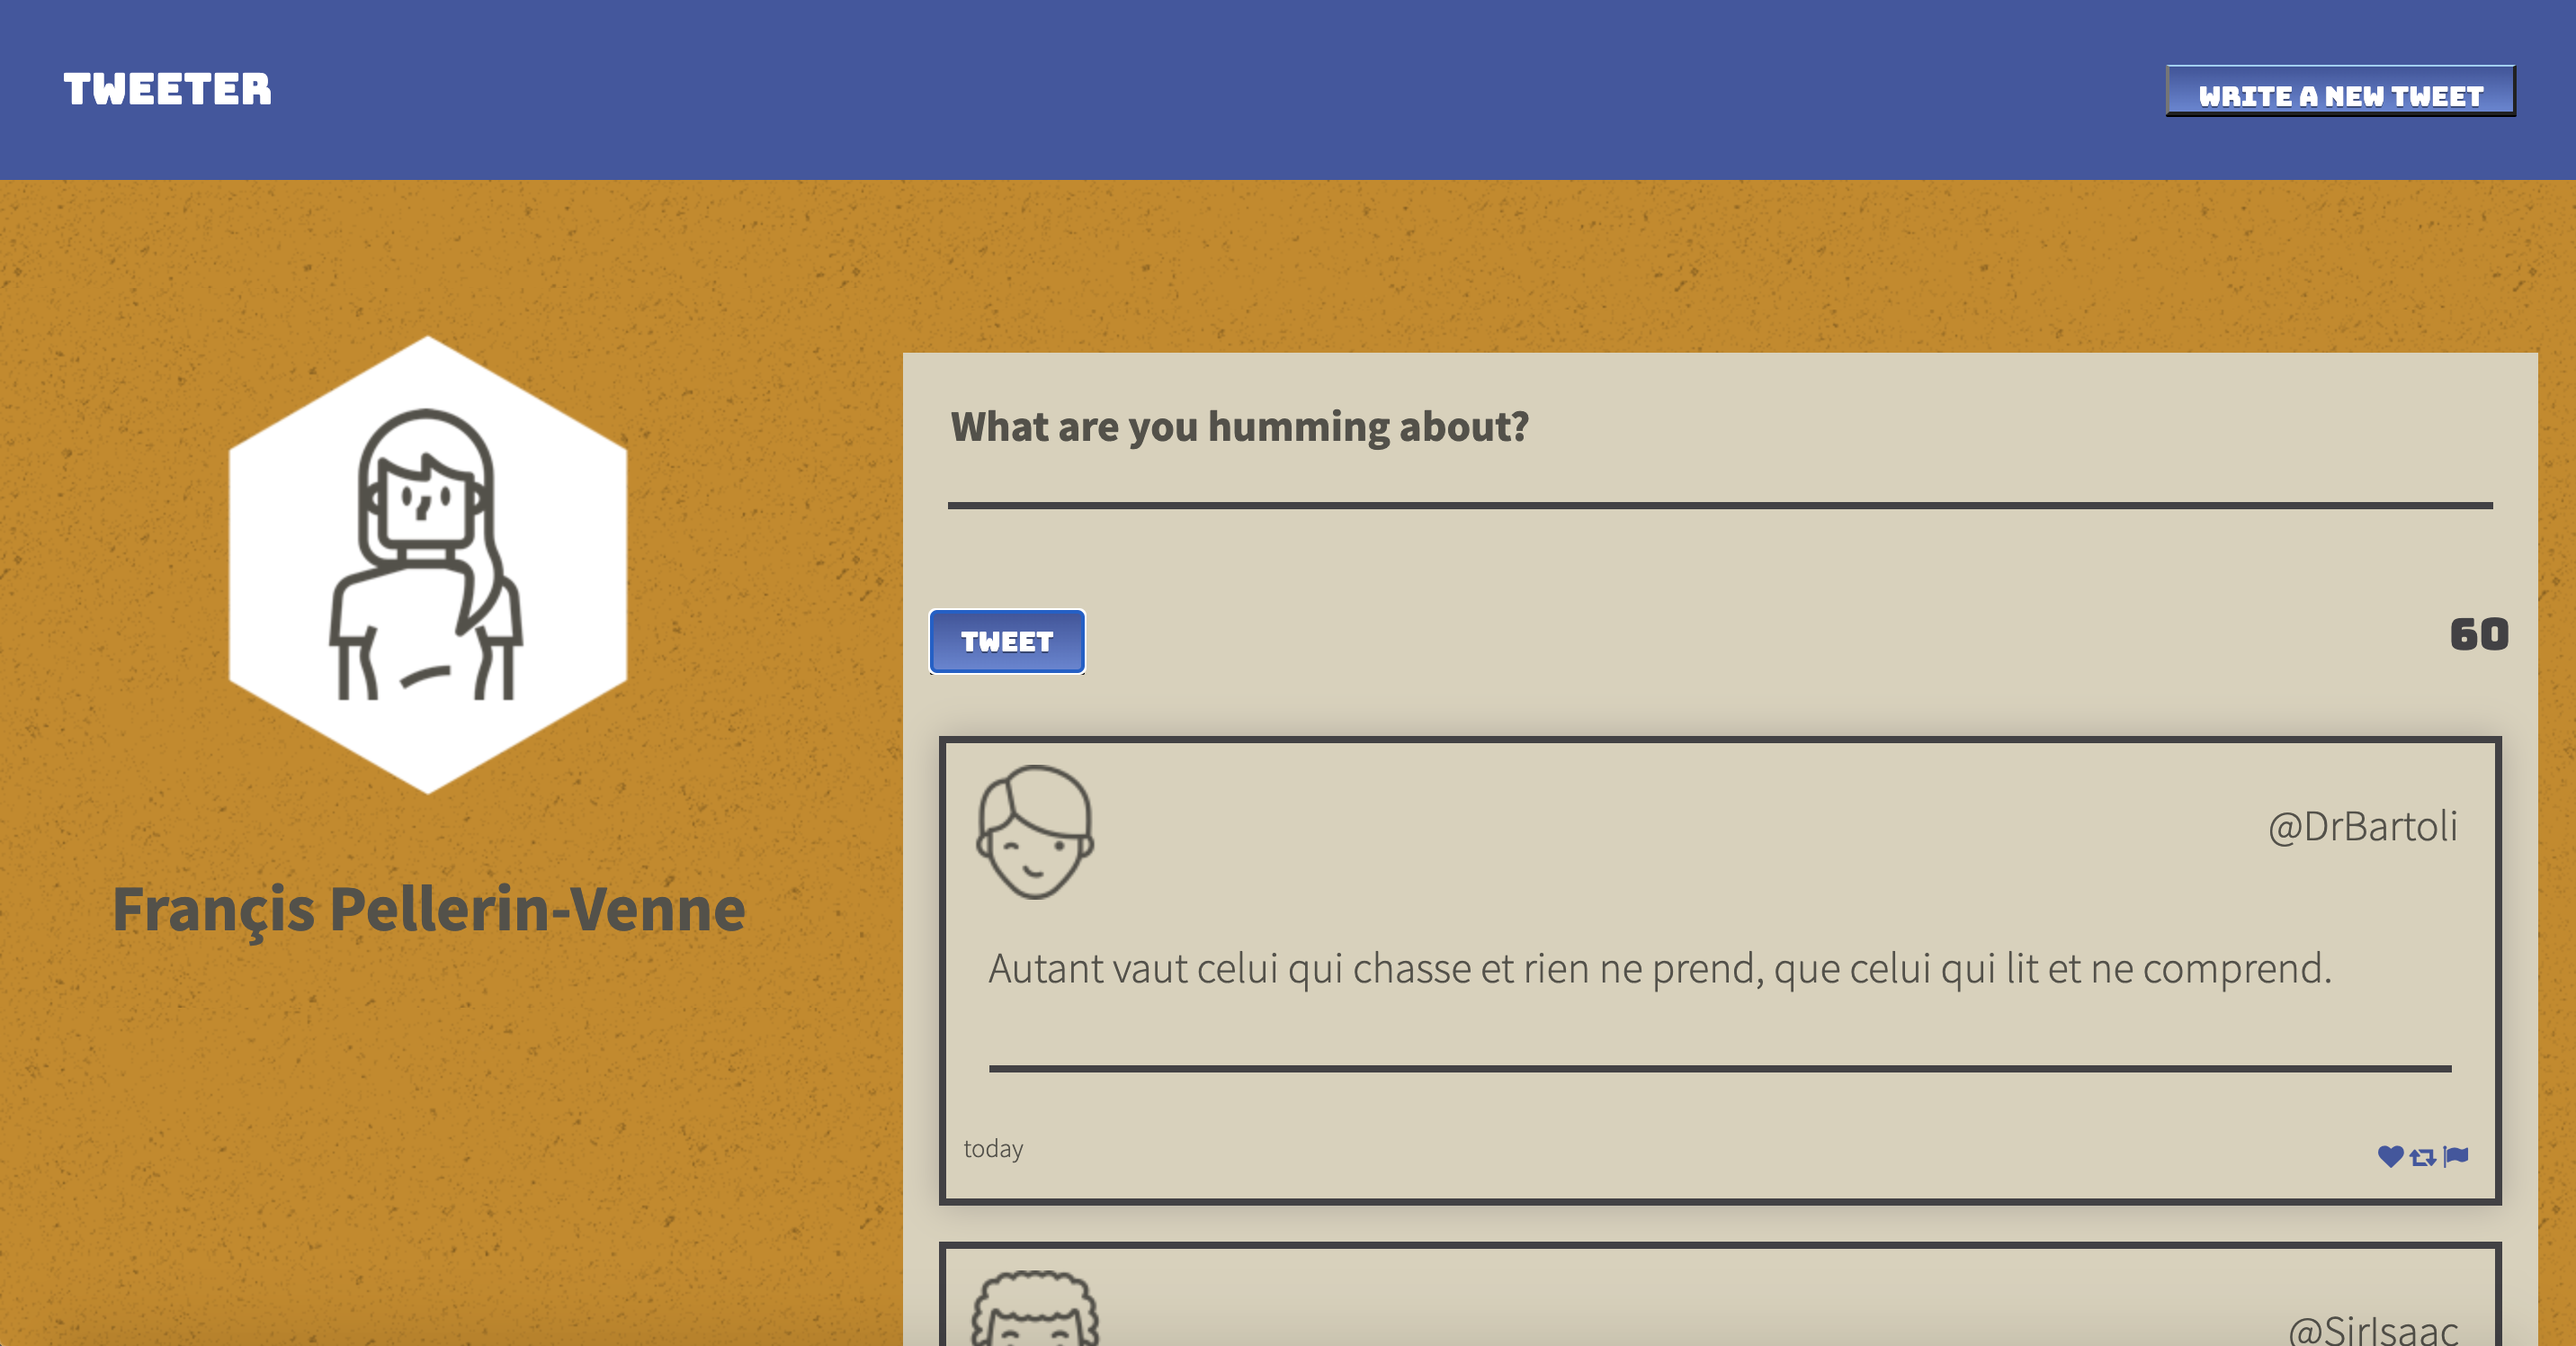 TWEETER
WRITE A NEW TWEET
Françis Pellerin-Venne
What are you humming about?
TWEET
60
@DrBartoli
Autant vaut celui qui chasse et rien ne prend, que celui qui lit et ne comprend.
today
@SirIsaac